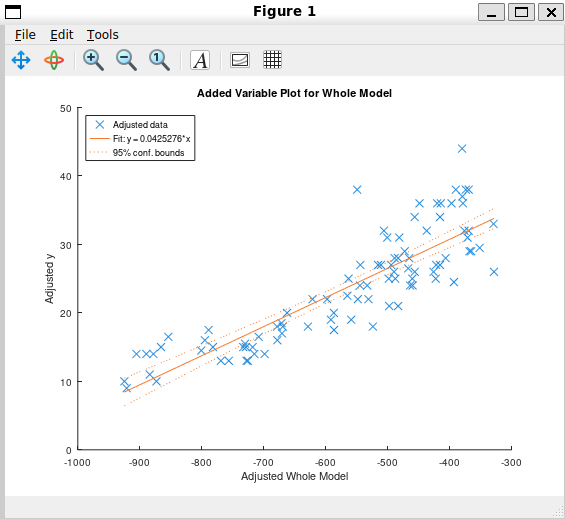 Figure 1
File Edit Tools
1 A
Added Variable Plot for Whole Model
Adjusted data
Fit: y = 0.0425276*x
95% conf. bounds
50
40
30
20
10
0
Adjusted y
-1000 -900 -800 -700 -600 -500 -400 -300
Adjusted Whole Model